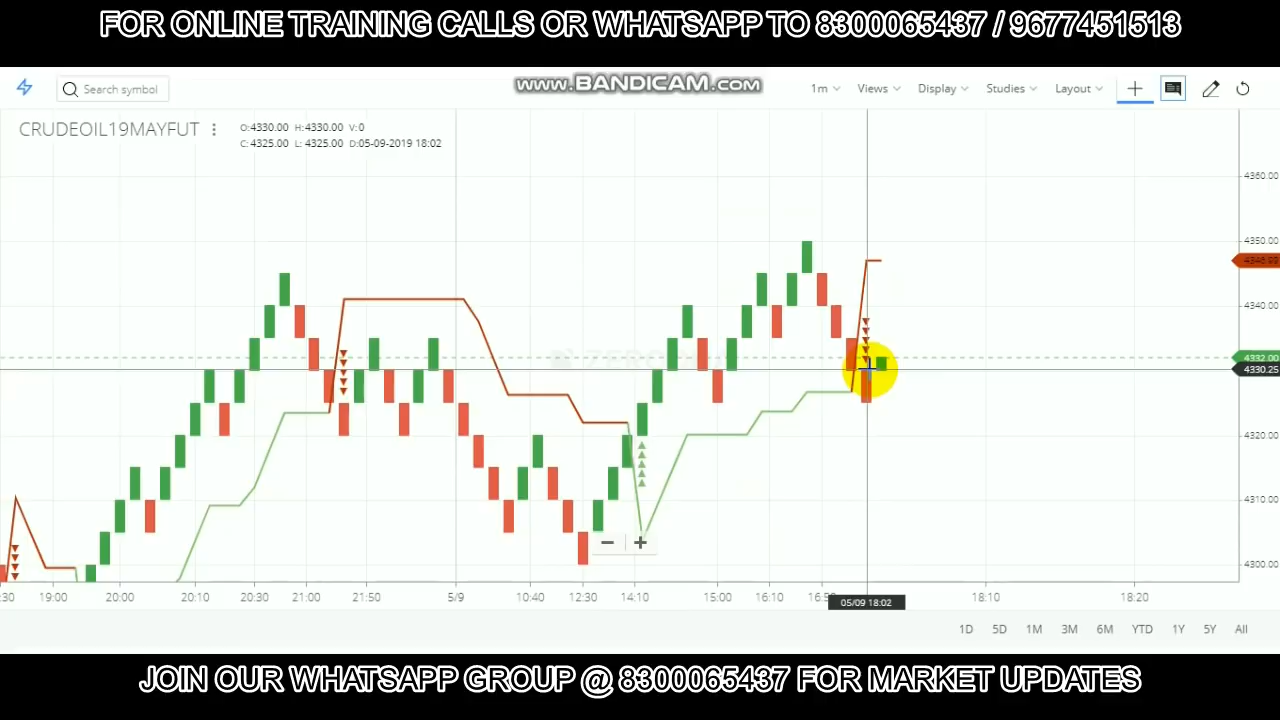 FOR ONLINE TRAINING CALLS OR WHATSAPP TO 8300065437 / 9677451513
www.BANDICAM.com
Search symbol
1m Views Display Studies Layout
CRUDEOIL19MAYFUT
O:4330.00 H:4330.00 V:0
C:4325.00 L:4325.00 D:05-09-2019 18:02
4360.00
4350.00
4340.00
4332.00
4330.25
4320.00
4310.00
4300.00
:30 19:00 20:00 20:10 20:30 21:00 21:50 5/9 10:40 12:30 14:10 15:00 16:10 05/09 18:02 18:10 18:20
1D 5D 1M 3M 6M YTD 1Y 5Y All
JOIN OUR WHATSAPP GROUP @ 8300065437 FOR MARKET UPDATES